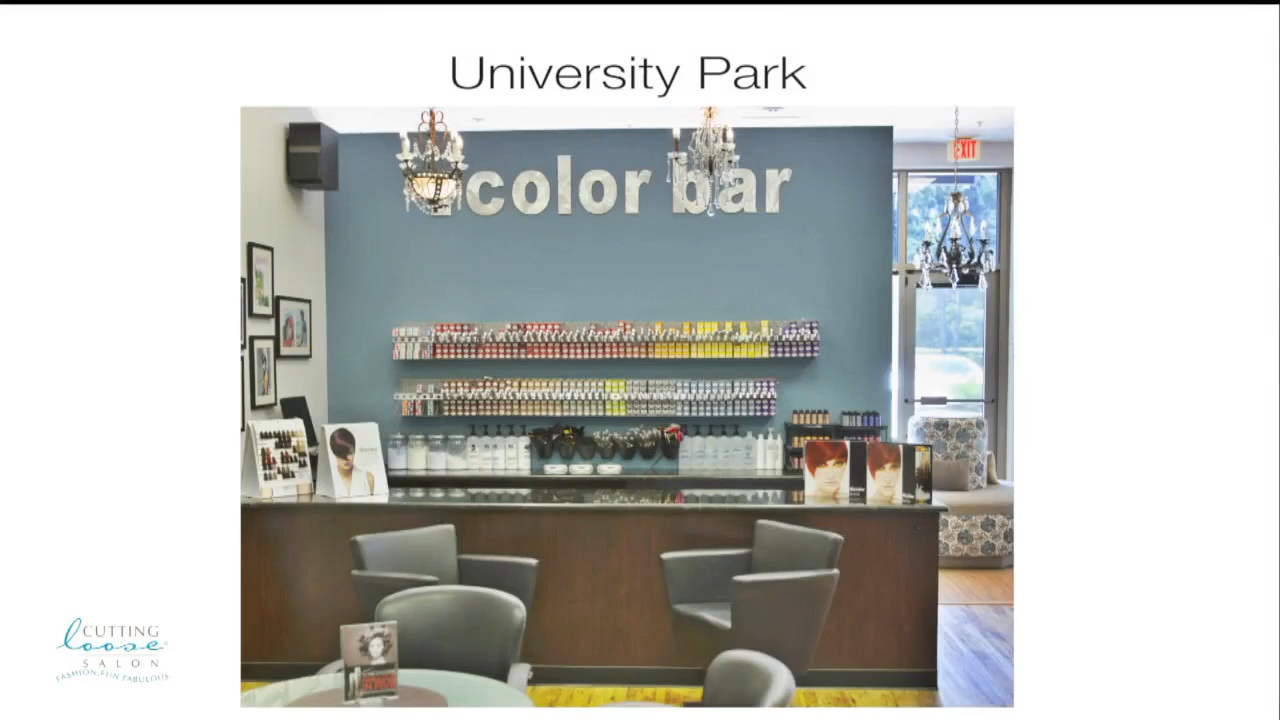 University Park
EXIT
color bar
CUTTING
loose
SALON
FASHION.FUN.FABULOUS